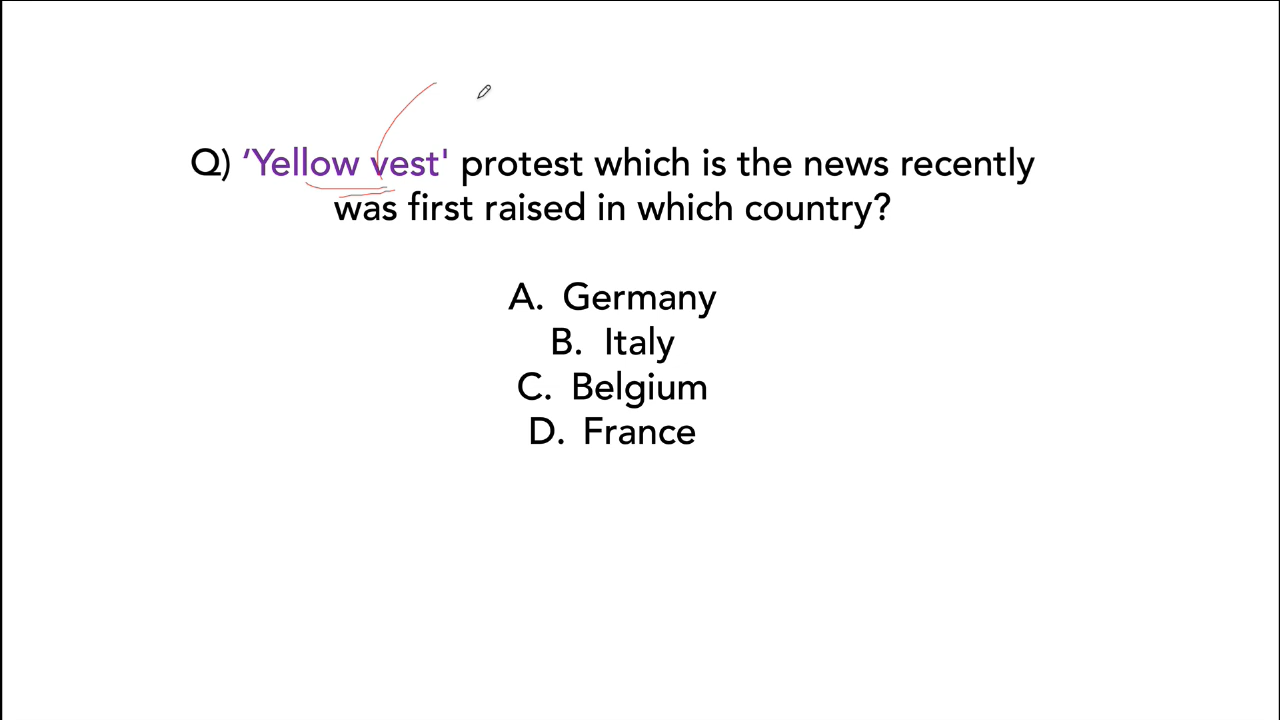 Q) ‘Yellow vest' protest which is the news recently
was first raised in which country?
A. Germany
B. Italy
C. Belgium
D. France